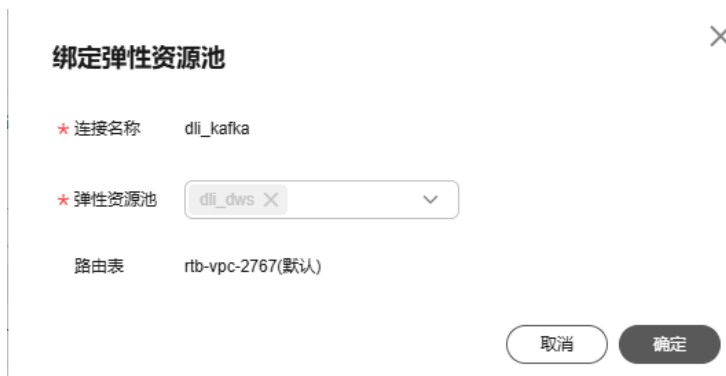 绑定弹性资源池
* 连接名称 dli_kafka
* 弹性资源池 dli_dws
路由表 rtb-vpc-2767(默认)
取消 确定